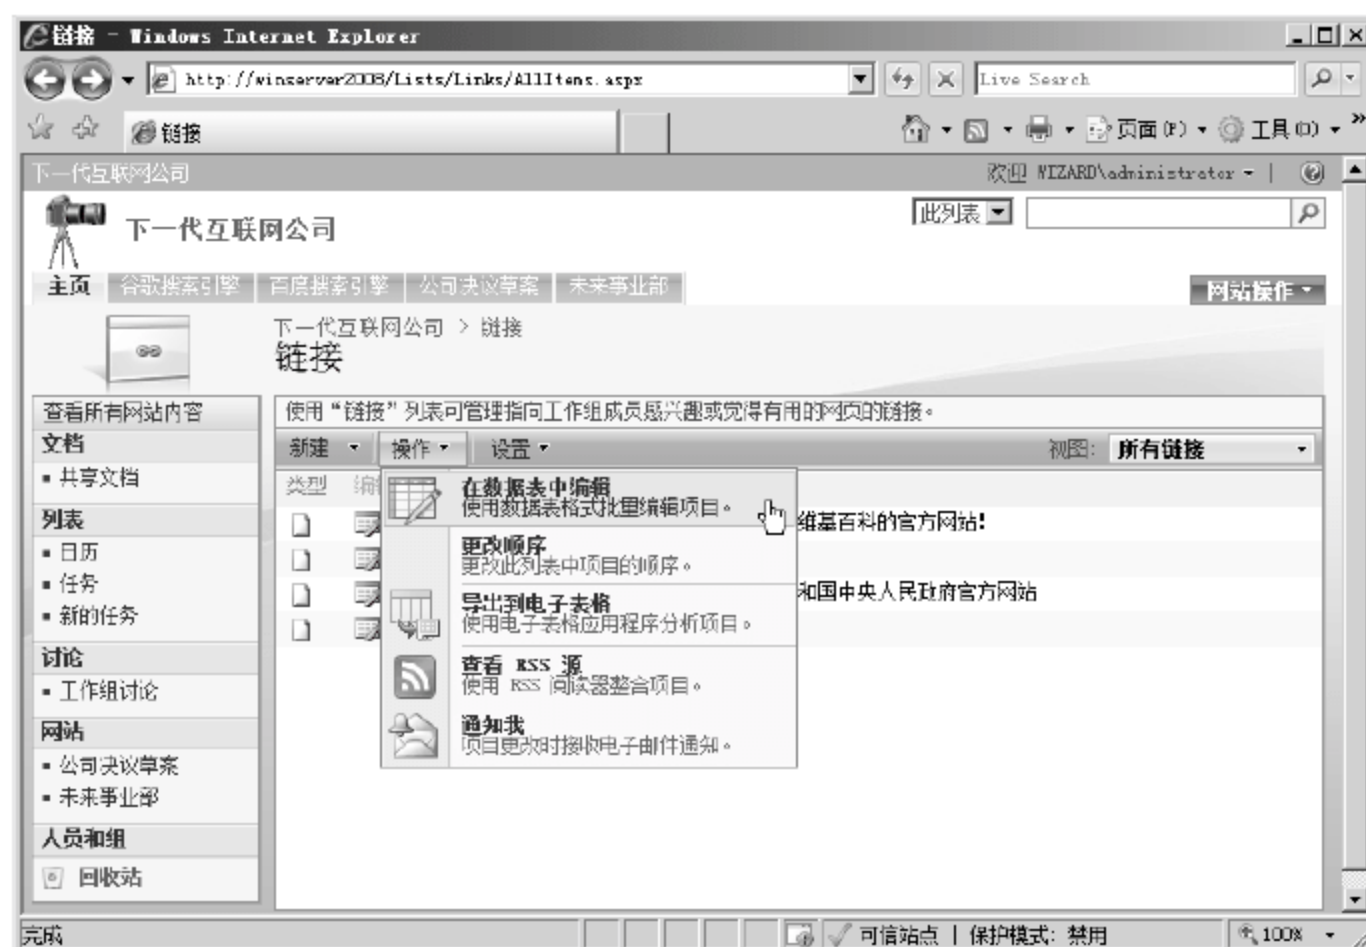 链接 - Windows Internet Explorer
http://winserver2008/Lists/Links/AllItems.aspx
Live Search
链接
页面(P) 工具(O) »
下一代互联网公司
欢迎 WIZARD\administrator
下一代互联网公司
此列表
主页 谷歌搜索引擎 百度搜索引擎 公司决议草案 未来事业部
网站操作
下一代互联网公司 > 链接
链接
查看所有网站内容
文档
共享文档
列表
日历
任务
新的任务
讨论
工作组讨论
网站
公司决议草案
未来事业部
人员和组
回收站
使用“链接”列表可管理指向工作组成员感兴趣或觉得有用的网页的链接。
新建 操作 设置
视图: 所有链接
类型
在数据表中编辑
使用数据表格式批量编辑项目。
更改顺序
更改此列表中项目的顺序。
导出到电子表格
使用电子表格应用程序分析项目。
查看 RSS 源
使用 RSS 阅读器整合项目。
通知我
项目更改时接收电子邮件通知。
维基百科的官方网站!
和国中央人民政府官方网站
完成
可信站点 | 保护模式: 禁用
100%